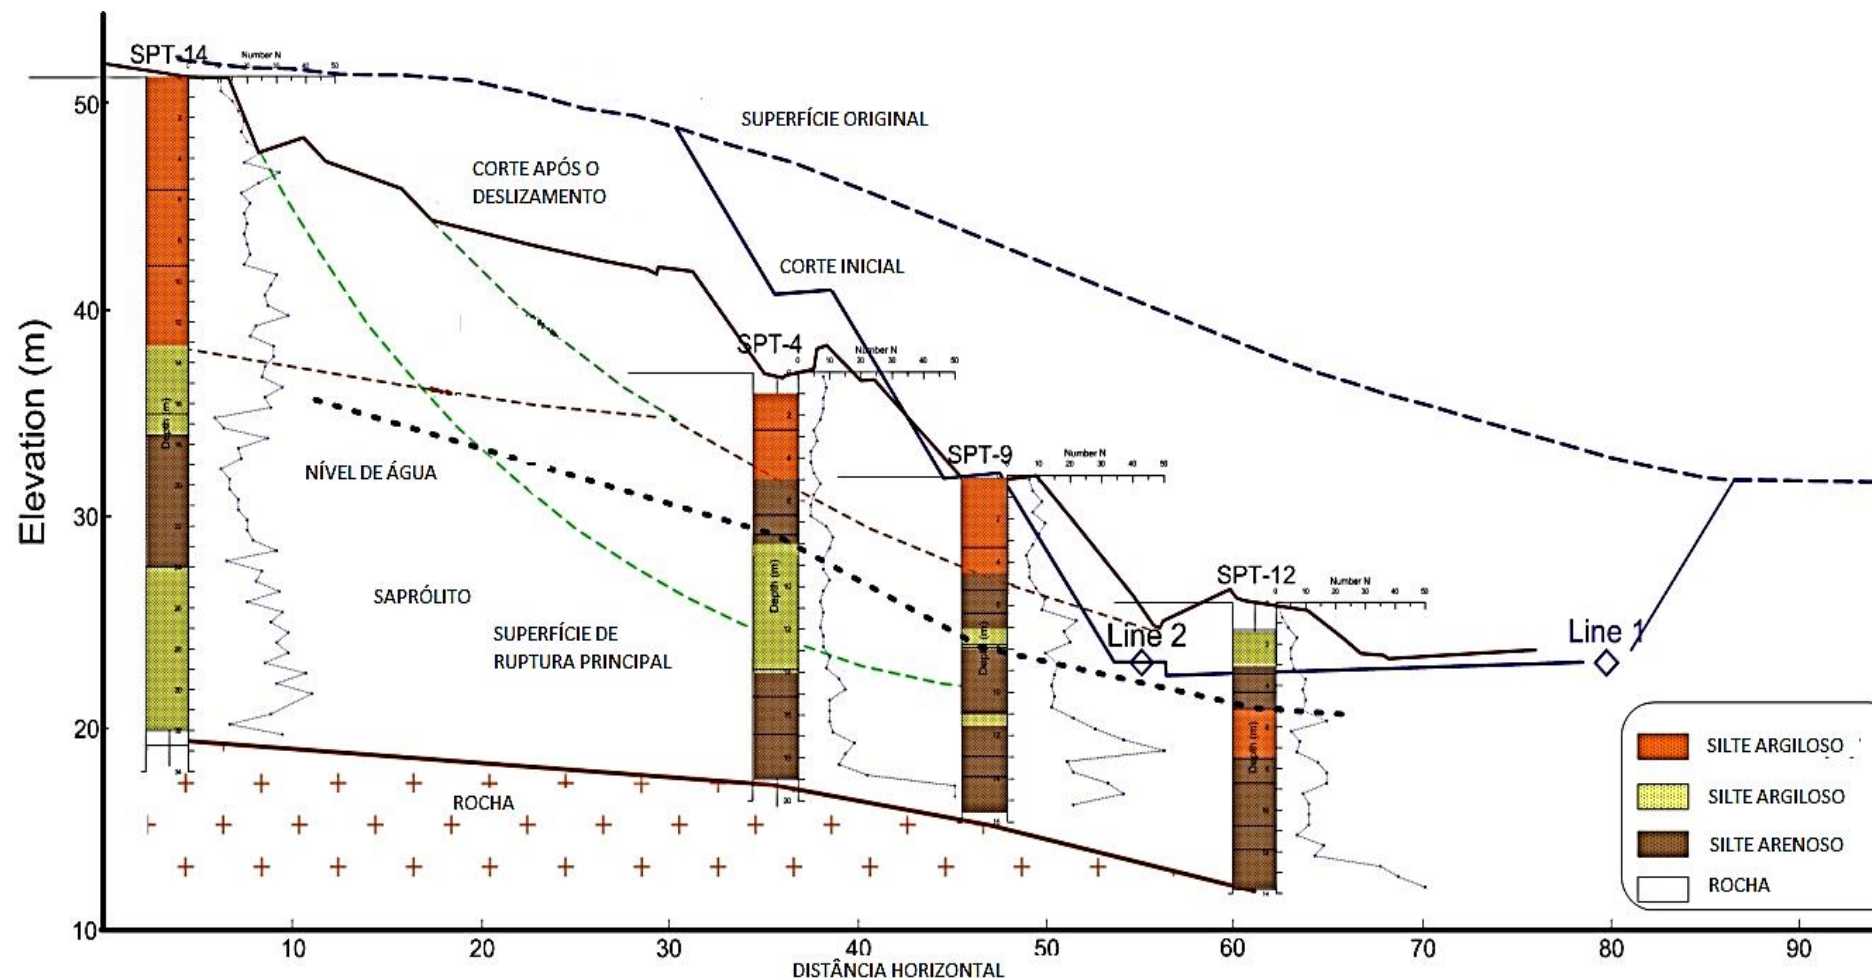 SPT-14
Number N
50
SUPERFÍCIE ORIGINAL
CORTE APÓS O
DESLIZAMENTO
CORTE INICIAL
40
SPT-4
Number N
Elevation (m)
Depth (m)
NÍVEL DE ÁGUA
SPT-9
Number N
30
SAPRÓLITO
Depth (m)
SPT-12
Number N
SUPERFÍCIE DE
RUPTURA PRINCIPAL
Depth (m)
Line 2
Line 1
20
Depth (m)
SILTE ARGILOSO
SILTE ARGILOSO
SILTE ARENOSO
ROCHA
ROCHA
10
10 20 30 40 50 60 70 80 90
DISTÂNCIA HORIZONTAL